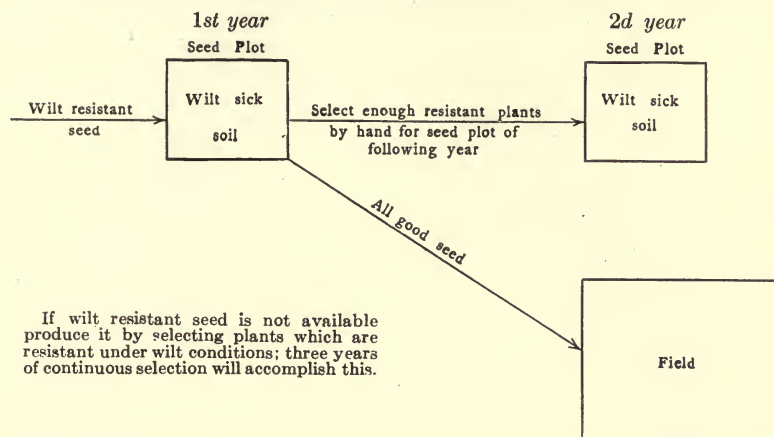 1st year
Seed Plot
2d year
Seed Plot
Wilt resistant
seed
Wilt sick
soil
Select enough resistant plants
by hand for seed plot of
following year
Wilt sick
soil
All good seed
If wilt resistant seed is not available
produce it by selecting plants which are
resistant under wilt conditions; three years
of continuous selection will accomplish this.
Field